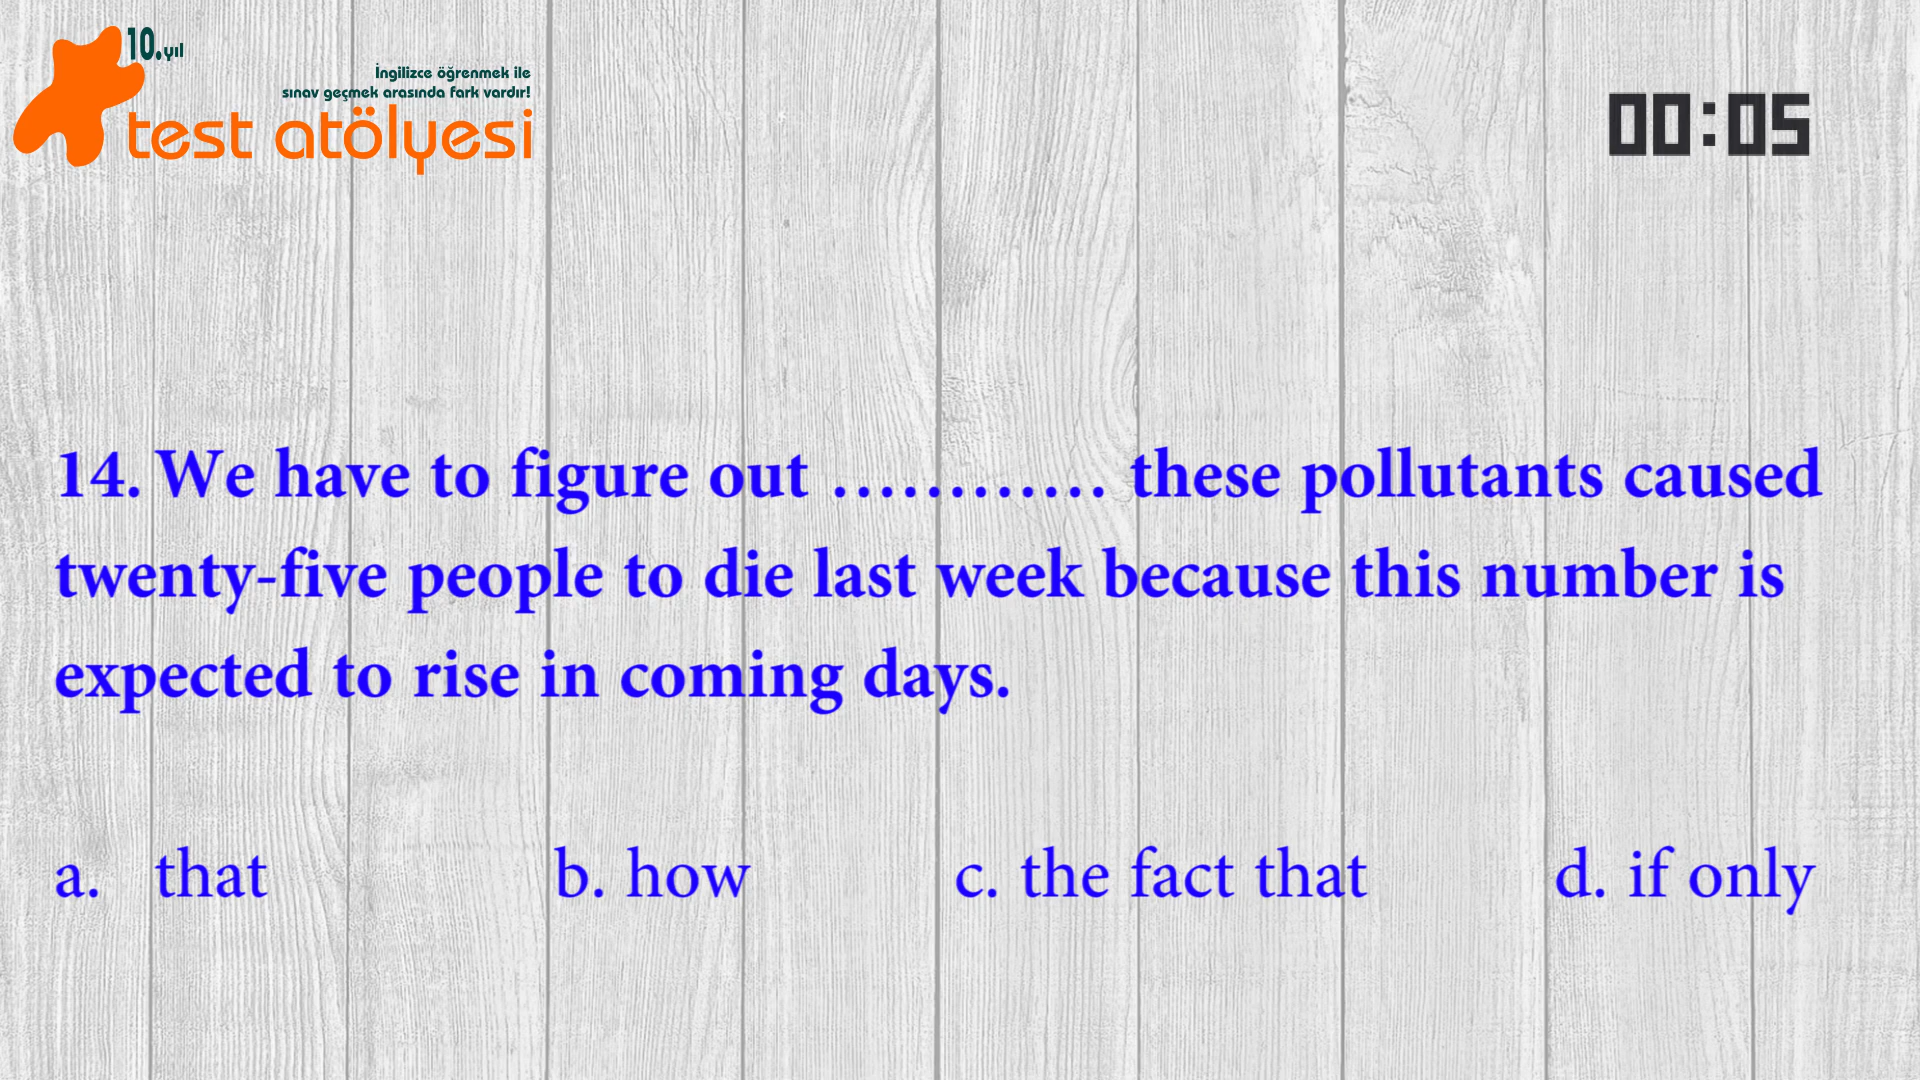 10.yıl
İngilizce öğrenmek ile
sınav geçmek arasında fark vardır!
test atölyesi
00:05
14. We have to figure out ………… these pollutants caused
twenty-five people to die last week because this number is
expected to rise in coming days.
a. that b. how c. the fact that d. if only